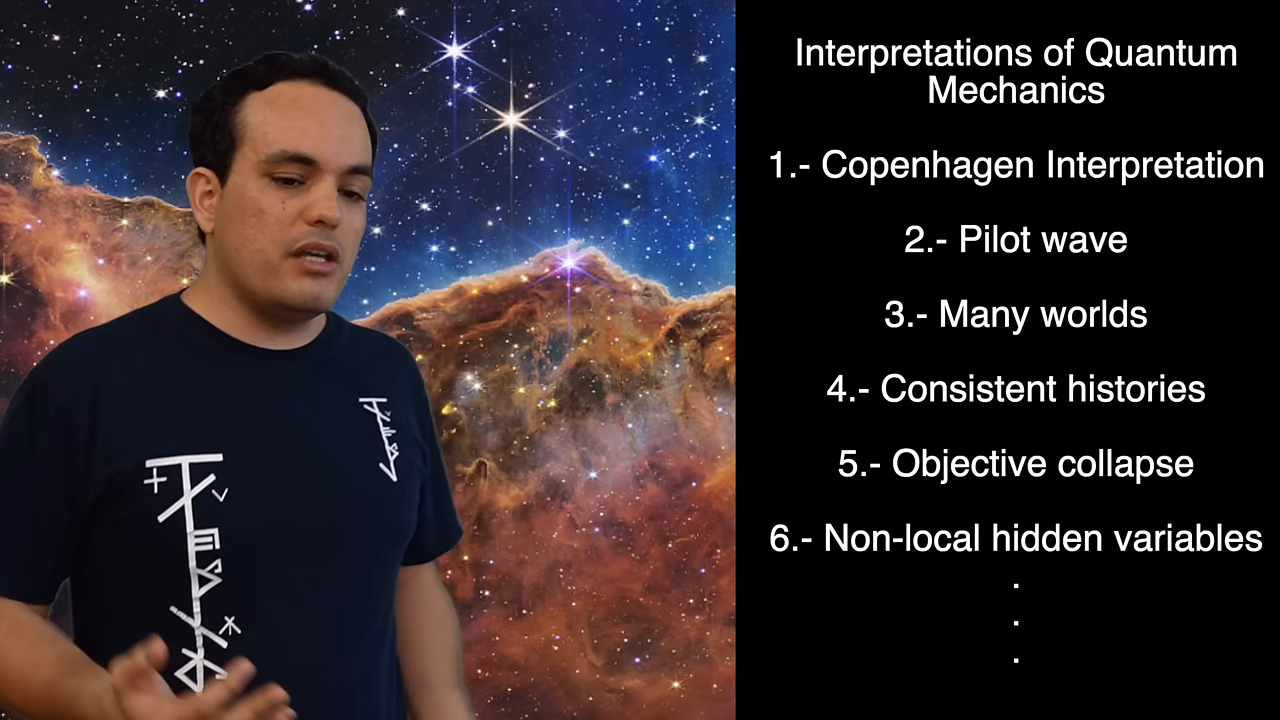 Interpretations of Quantum
Mechanics
1.- Copenhagen Interpretation
2.- Pilot wave
3.- Many worlds
4.- Consistent histories
5.- Objective collapse
6.- Non-local hidden variables
.
.
.